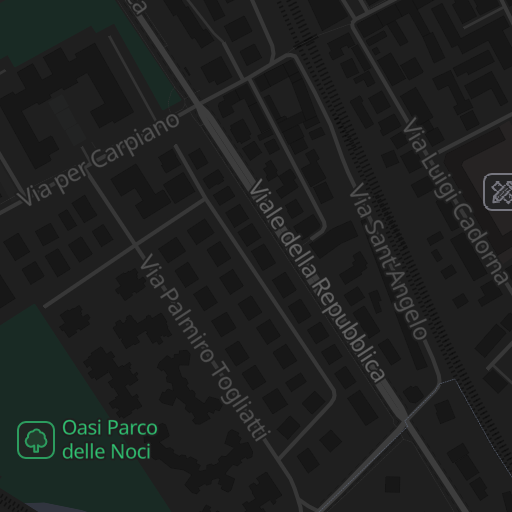 Via per Carpiano
Via Luigi-Cadorna
Viale della Repubblica
Via Sant'Angelo
Via Palmiro-Togliatti
Oasi Parco
delle Noci